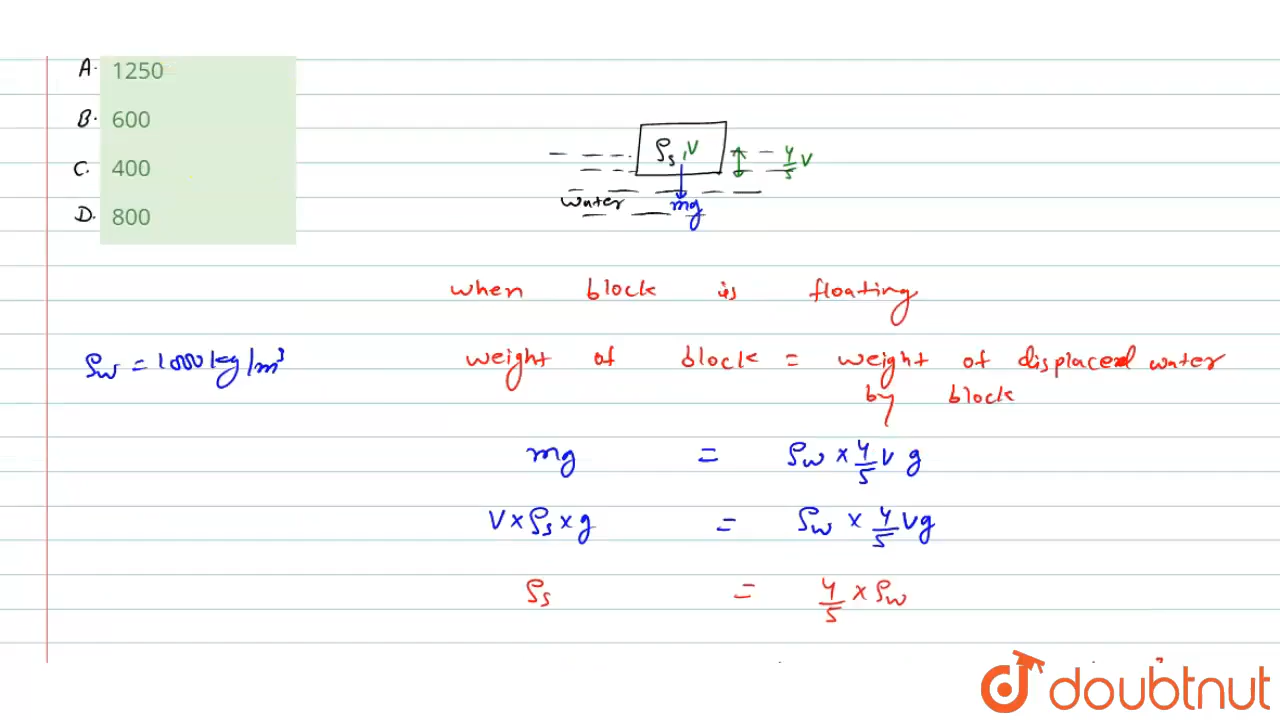 A. 1250
B. 600
C. 400
D. 800
ρs, V
4/5 V
water
mg
when block is floating
ρw = 1000 kg/m³
weight of block = weight of displaced water
by block
mg = ρw × 4/5 V g
V × ρs × g = ρw × 4/5 Vg
ρs = 4/5 × ρw
doubtnut